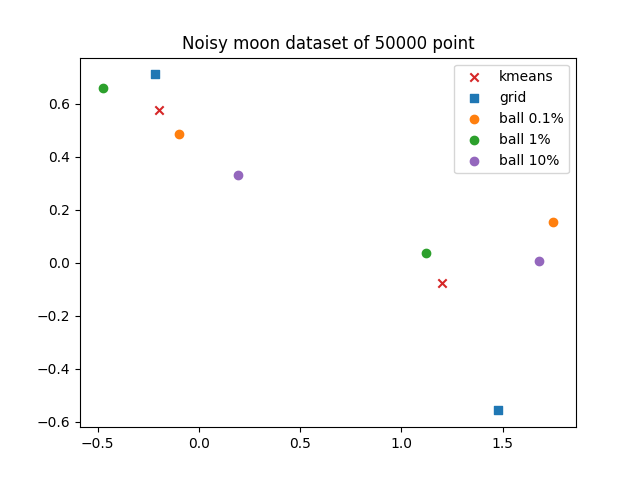 Noisy moon dataset of 50000 point
kmeans
grid
ball 0.1%
ball 1%
ball 10%
0.6
0.4
0.2
0.0
−0.2
−0.4
−0.6
−0.5 0.0 0.5 1.0 1.5